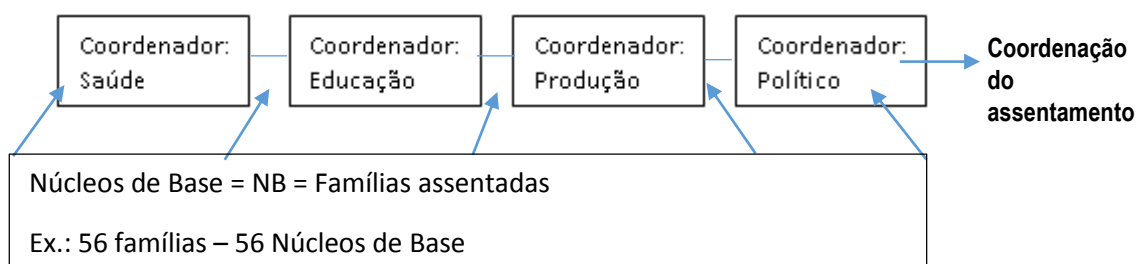 Coordenador:
Saúde
Coordenador:
Educação
Coordenador:
Produção
Coordenador:
Político
Coordenação
do
assentamento
Núcleos de Base = NB = Famílias assentadas
Ex.: 56 famílias – 56 Núcleos de Base